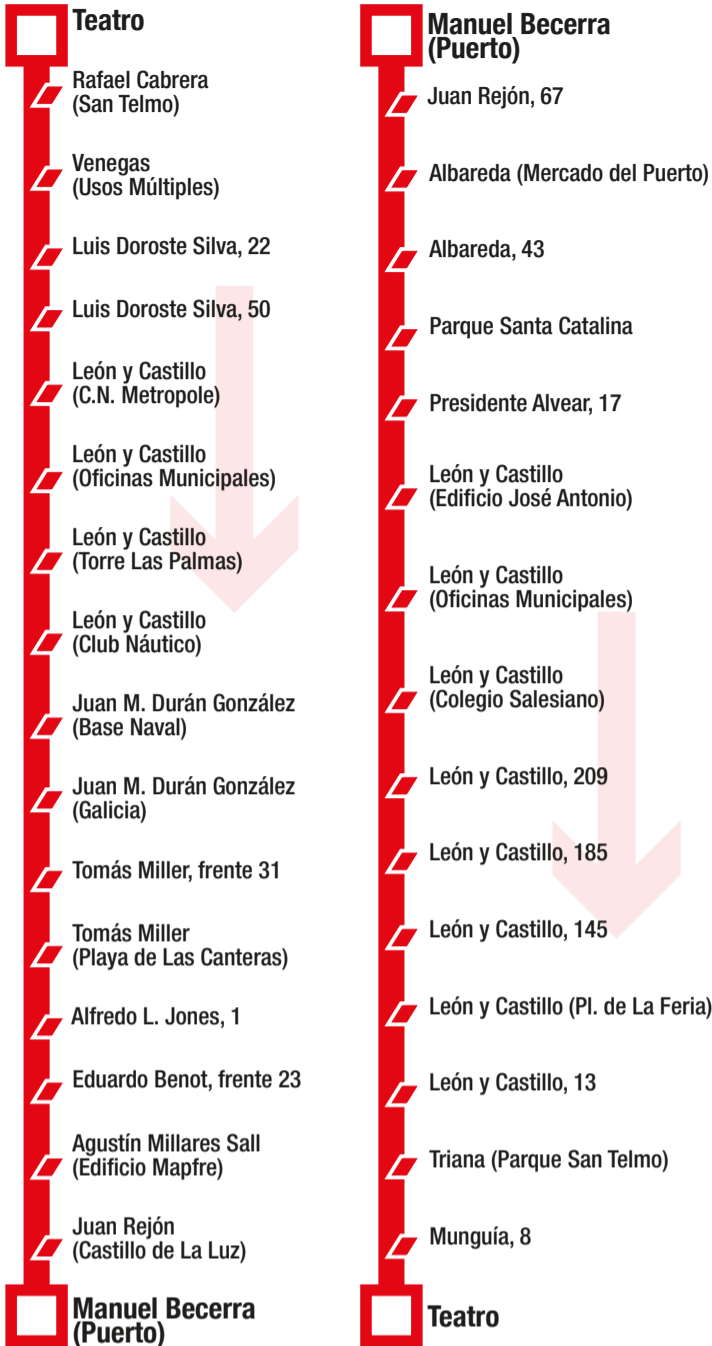 Teatro
Rafael Cabrera
(San Telmo)
Venegas
(Usos Múltiples)
Luis Doroste Silva, 22
Luis Doroste Silva, 50
León y Castillo
(C.N. Metropole)
León y Castillo
(Oficinas Municipales)
León y Castillo
(Torre Las Palmas)
León y Castillo
(Club Náutico)
Juan M. Durán González
(Base Naval)
Juan M. Durán González
(Galicia)
Tomás Miller, frente 31
Tomás Miller
(Playa de Las Canteras)
Alfredo L. Jones, 1
Eduardo Benot, frente 23
Agustín Millares Sall
(Edificio Mapfre)
Juan Rejón
(Castillo de La Luz)
Manuel Becerra
(Puerto)
Manuel Becerra
(Puerto)
Juan Rejón, 67
Albareda (Mercado del Puerto)
Albareda, 43
Parque Santa Catalina
Presidente Alvear, 17
León y Castillo
(Edificio José Antonio)
León y Castillo
(Oficinas Municipales)
León y Castillo
(Colegio Salesiano)
León y Castillo, 209
León y Castillo, 185
León y Castillo, 145
León y Castillo (Pl. de La Feria)
León y Castillo, 13
Triana (Parque San Telmo)
Munguía, 8
Teatro